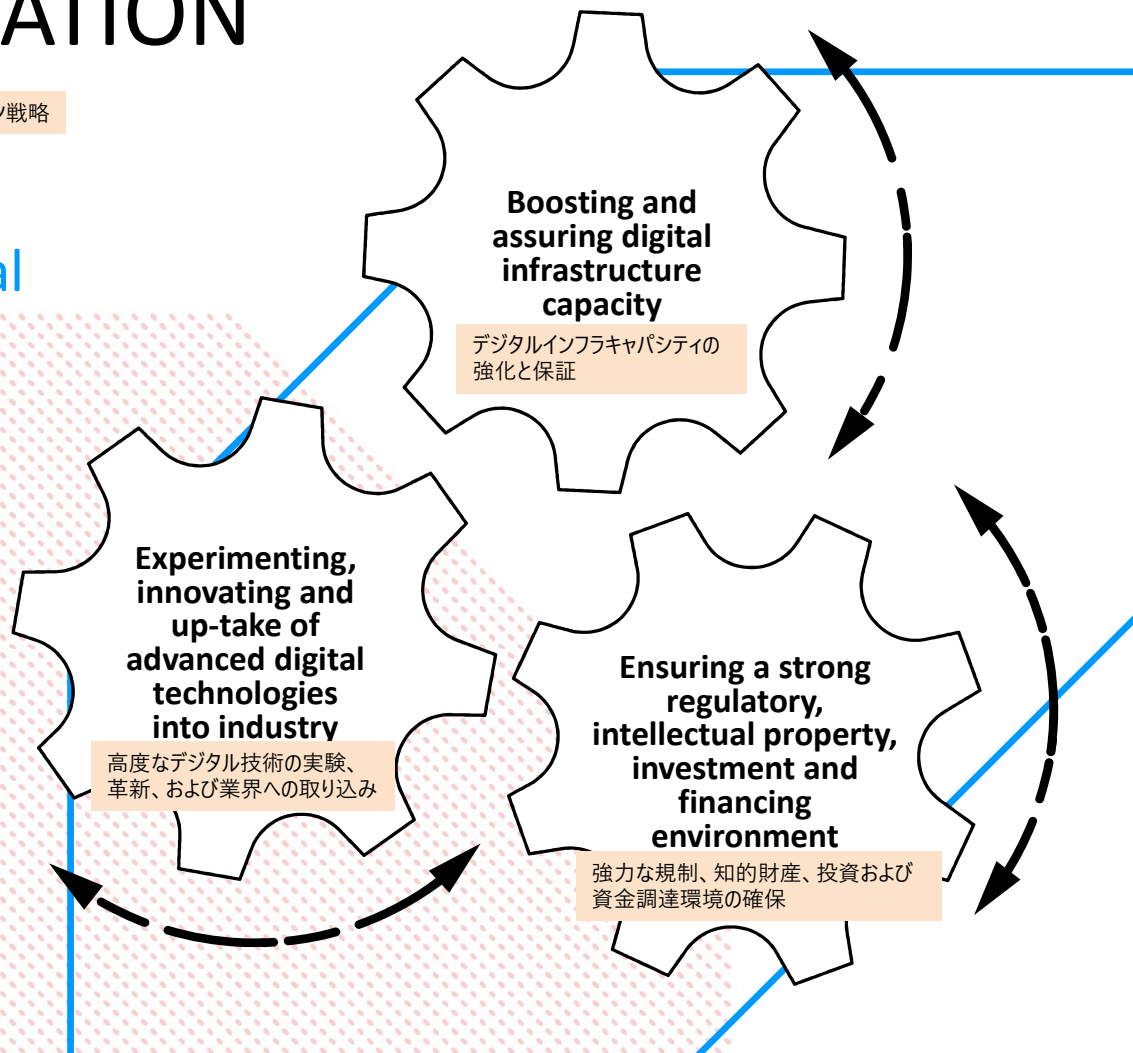 ATION
ン戦略
al
Boosting and
assuring digital
infrastructure
capacity
デジタルインフラキャパシティの
強化と保証
Experimenting,
innovating and
up-take of
advanced digital
technologies
into industry
高度なデジタル技術の実験、
革新、および業界への取り込み
Ensuring a strong
regulatory,
intellectual property,
investment and
financing
environment
強力な規制、知的財産、投資および
資金調達環境の確保